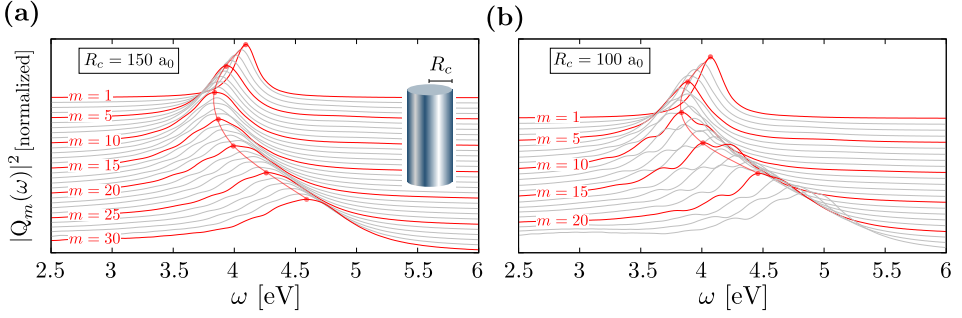 (a)
(b)
|Q_m(ω)|² [normalized]
R_c = 150 a₀
R_c
m = 1
m = 5
m = 10
m = 15
m = 20
m = 25
m = 30
2.5 3 3.5 4 4.5 5 5.5 6
ω [eV]
R_c = 100 a₀
m = 1
m = 5
m = 10
m = 15
m = 20
2.5 3 3.5 4 4.5 5 5.5 6
ω [eV]